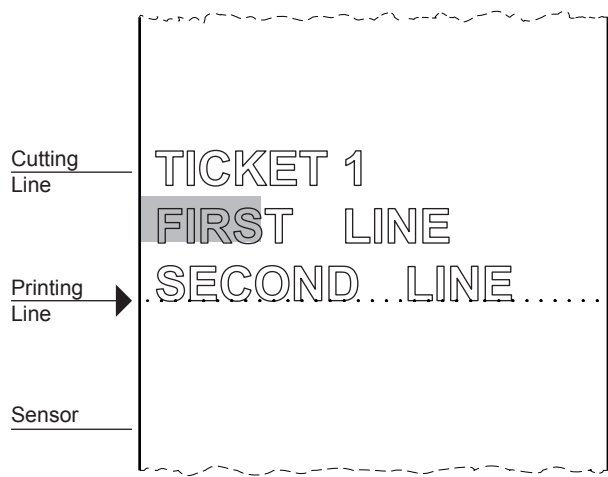 Cutting
Line
TICKET 1
FIRST LINE
SECOND LINE
Printing
Line
Sensor